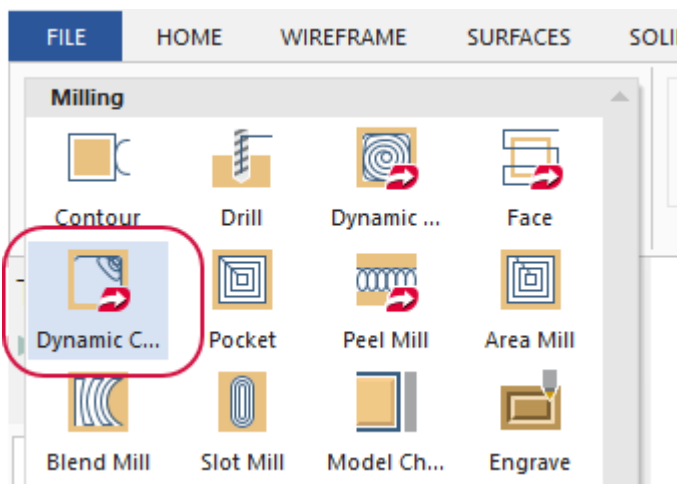 FILE HOME WIREFRAME SURFACES SOLI
Milling
Contour Drill Dynamic ... Face
Dynamic C... Pocket Peel Mill Area Mill
Blend Mill Slot Mill Model Ch... Engrave